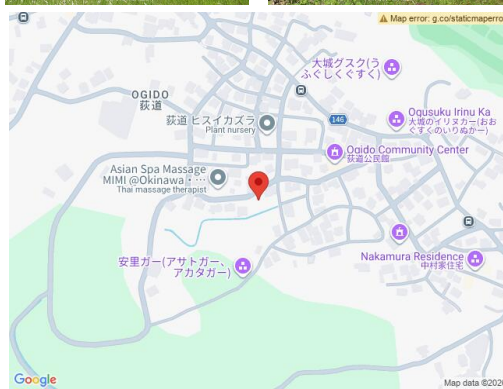 Map error: g.co/staticmaperro
大城グスク(う
ふぐしくぐすく)
OGIDO
荻道
荻道 ヒスイカズラ
Plant nursery
146
Ogusuku Irinu Ka
大城のイリヌカー(おお
ぐすくのいりぬかー)
Ogido Community Center
荻道公民館
Asian Spa Massage
MIMI @Okinawa・…
Thai massage therapist
安里ガー(アサトガー、
アカタガー)
Nakamura Residence
中村家住宅
Google
Map data ©202